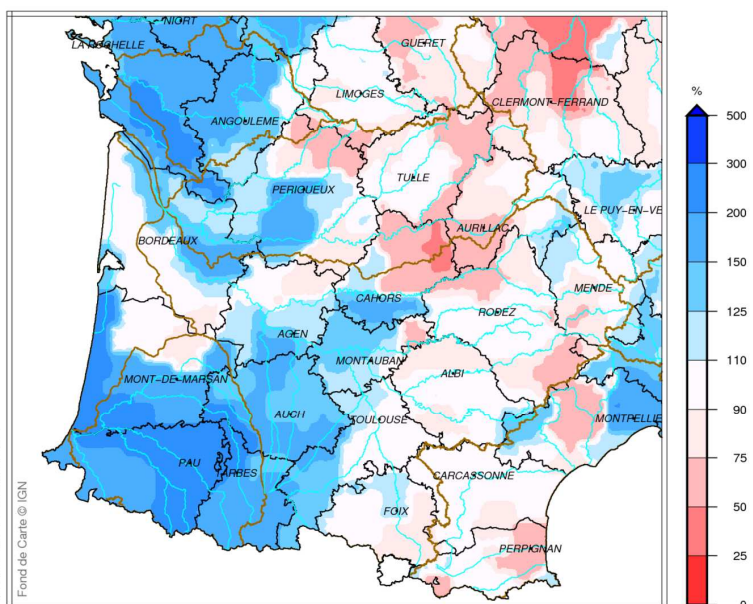 NIORT
LA ROCHELLE
GUERET
%
500
CLERMONT-FERRAND
LIMOGES
300
ANGOULEME
TULLE
200
PERIGUEUX
LE PUY-EN-VE
AURILLAC
BORDEAUX
150
MENDE
CAHORS
125
RODEZ
AGEN
110
MONTAUBAN
ALBI
MONT-DE-MARSAN
90
AUCH
TOULOUSE
MONTPELLIE
75
PAU
TARBES
CARCASSONNE
50
FOIX
PERPIGNAN
25
0
Fond de Carte © IGN